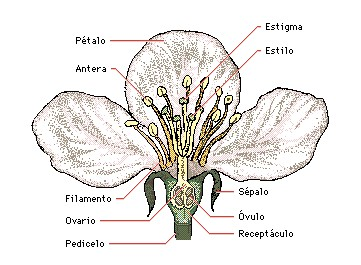 Estigma
Pétalo
Estilo
Antera
Filamento
Sépalo
Ovario
Óvulo
Receptáculo
Pedicelo